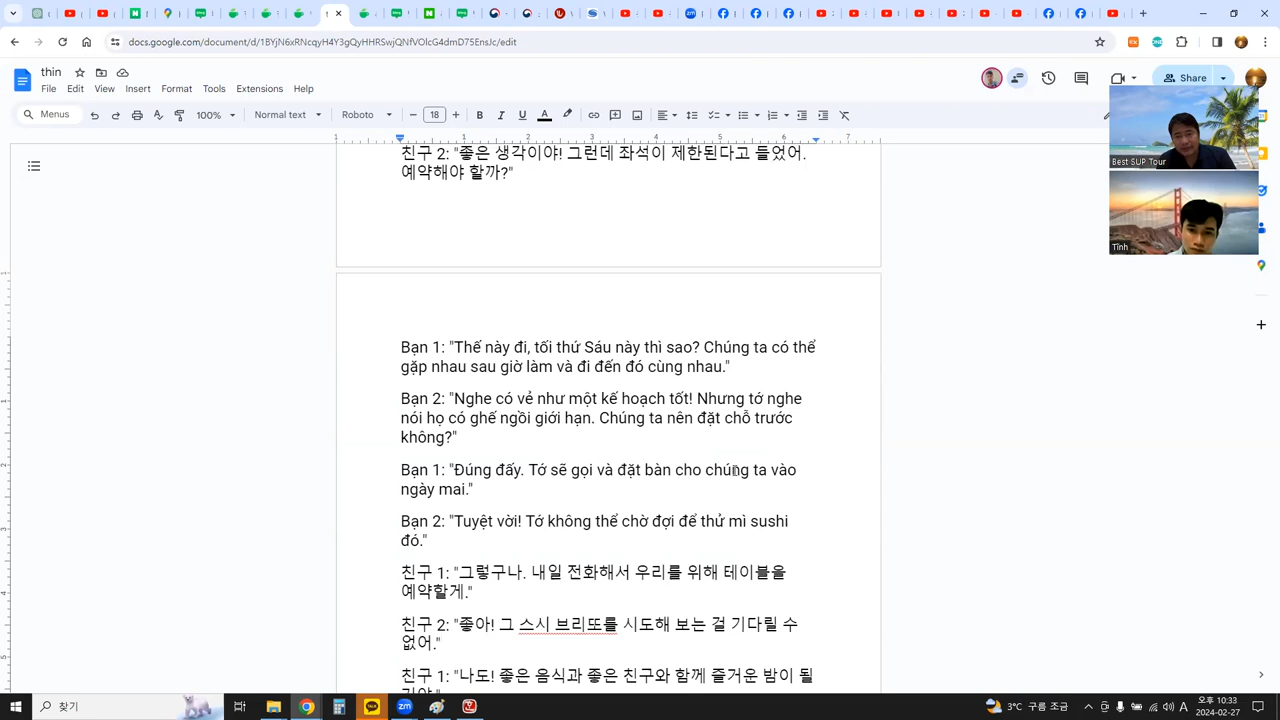 docs.google.com/document/d/1BYjN6xRNcqyH4Y3gQyHHRSwjQNfVOlcG4dmD75EnsJc/edit
thin
File Edit View Insert Format Tools Extensions Help
Share
Menus
100%
Normal text
Roboto
18
친구 2: "좋은 생각이야! 그런데 좌석이 제한된다고 들었어.
예약해야 할까?"
Bạn 1: "Thế này đi, tối thứ Sáu này thì sao? Chúng ta có thể
gặp nhau sau giờ làm và đi đến đó cùng nhau."
Bạn 2: "Nghe có vẻ như một kế hoạch tốt! Nhưng tớ nghe
nói họ có ghế ngồi giới hạn. Chúng ta nên đặt chỗ trước
không?"
Bạn 1: "Đúng đấy. Tớ sẽ gọi và đặt bàn cho chúng ta vào
ngày mai."
Bạn 2: "Tuyệt vời! Tớ không thể chờ đợi để thử mì sushi
đó."
친구 1: "그렇구나. 내일 전화해서 우리를 위해 테이블을
예약할게."
친구 2: "좋아! 그 스시 브리또를 시도해 보는 걸 기다릴 수
없어."
친구 1: "나도! 좋은 음식과 좋은 친구와 함께 즐거운 밤이 될
Best SUP Tour
Tĩnh
찾기
3°C 구름 조금
A
오후 10:33
2024-02-27